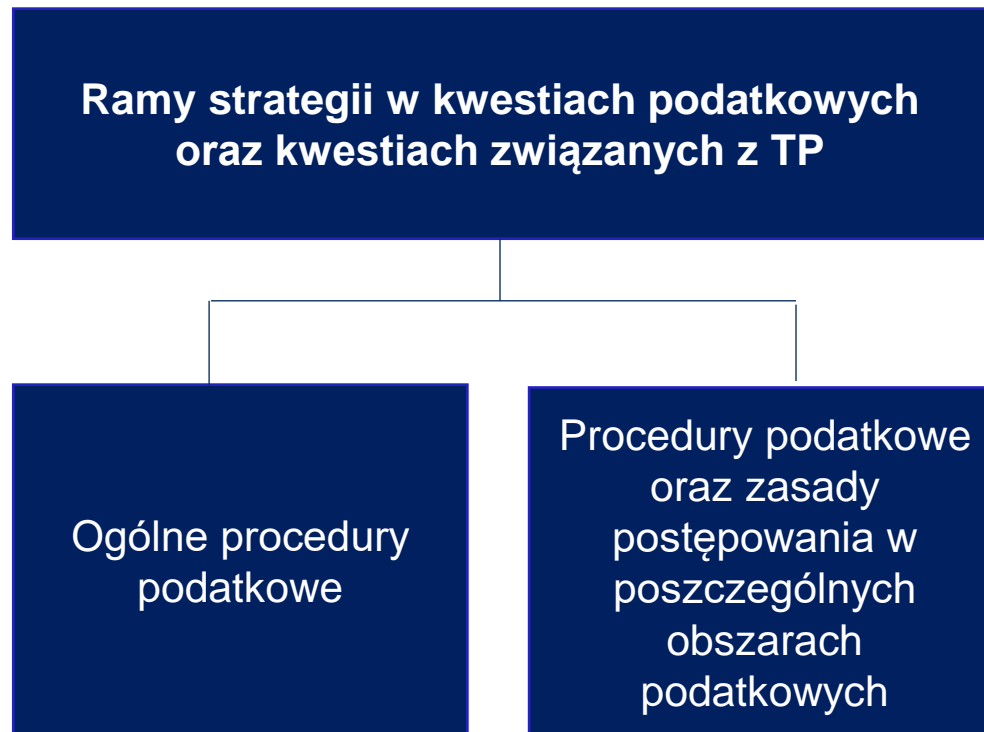 Ramy strategii w kwestiach podatkowych
oraz kwestiach związanych z TP
Ogólne procedury
podatkowe
Procedury podatkowe
oraz zasady
postępowania w
poszczególnych
obszarach
podatkowych